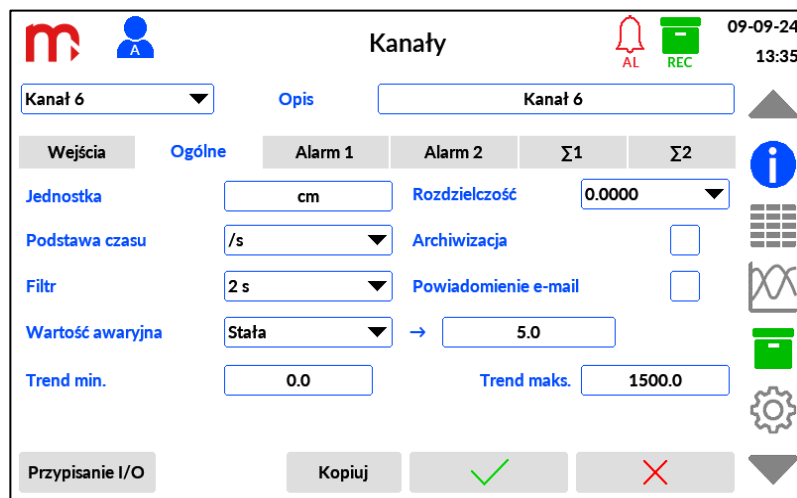 A Kanały AL REC 09-09-24
13:35
Kanał 6 Opis Kanał 6
Wejścia Ogólne Alarm 1 Alarm 2 ∑1 ∑2
Jednostka cm Rozdzielczość 0.0000
Podstawa czasu /s Archiwizacja
Filtr 2 s Powiadomienie e-mail
Wartość awaryjna Stała → 5.0
Trend min. 0.0 Trend maks. 1500.0
Przypisanie I/O Kopiuj